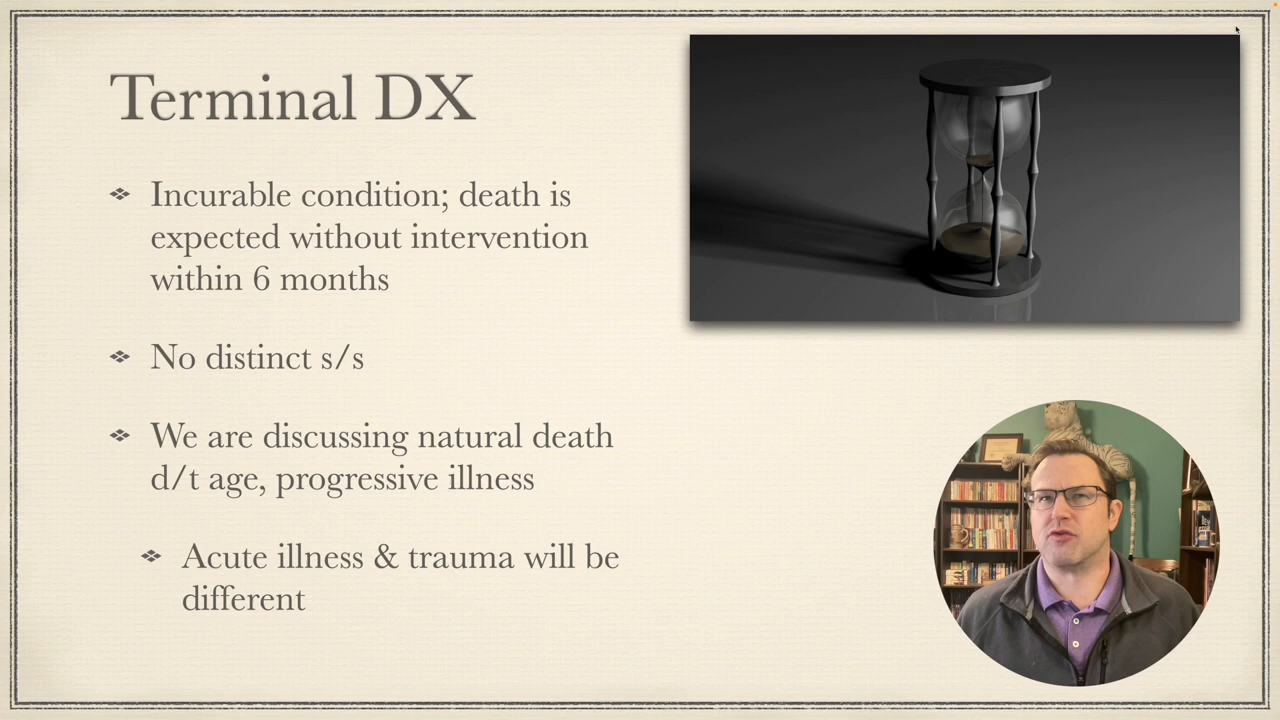 Terminal DX
Incurable condition; death is
expected without intervention
within 6 months
No distinct s/s
We are discussing natural death
d/t age, progressive illness
Acute illness & trauma will be
different